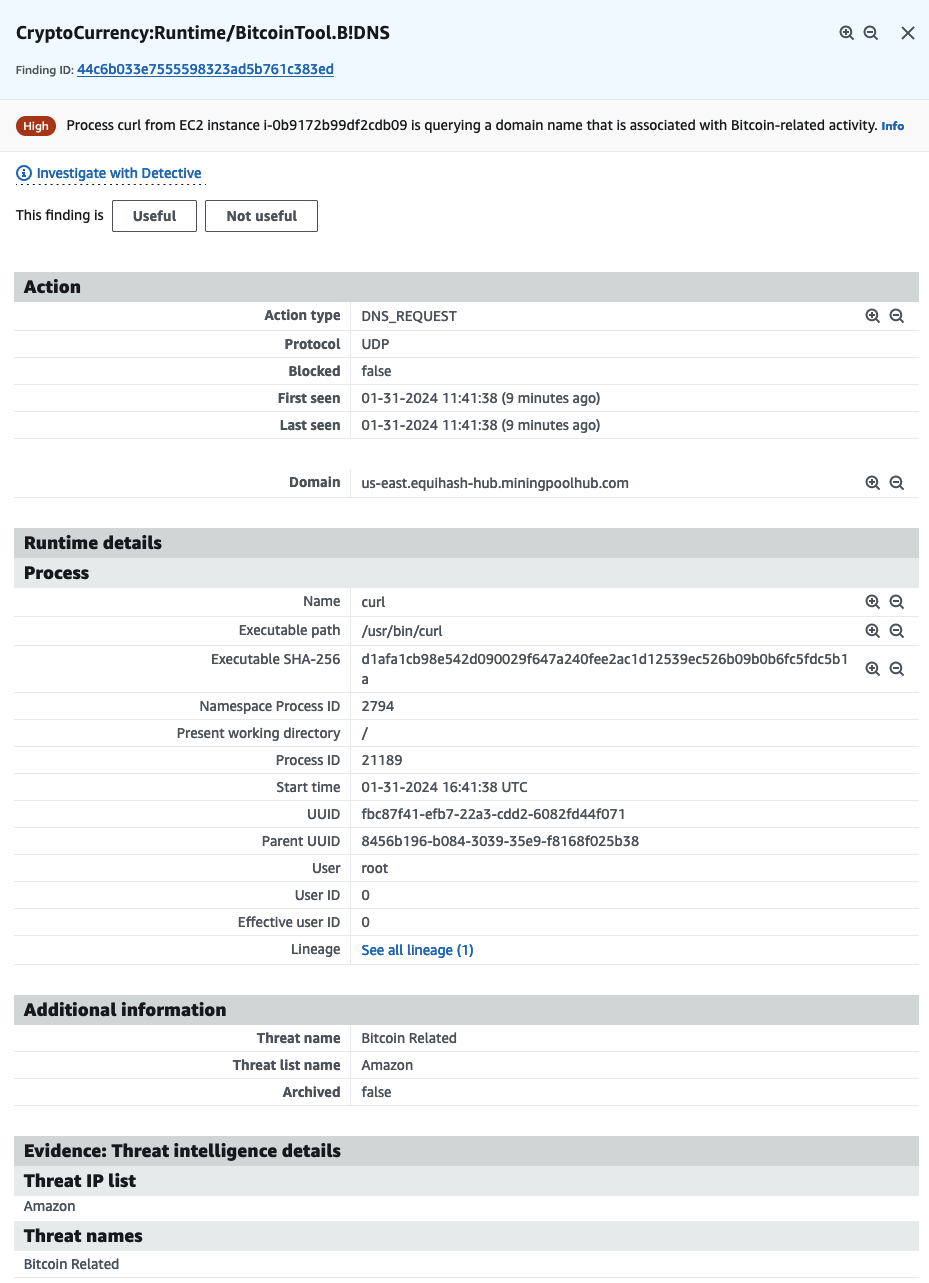 CryptoCurrency:Runtime/BitcoinTool.B!DNS
Finding ID: 44c6b033e7555598323ad5b761c383ed
High Process curl from EC2 instance i-0b9172b99df2cdb09 is querying a domain name that is associated with Bitcoin-related activity. Info
Investigate with Detective
This finding is Useful Not useful
Action
Action type DNS_REQUEST
Protocol UDP
Blocked false
First seen 01-31-2024 11:41:38 (9 minutes ago)
Last seen 01-31-2024 11:41:38 (9 minutes ago)
Domain us-east.equihash-hub.miningpoolhub.com
Runtime details
Process
Name curl
Executable path /usr/bin/curl
Executable SHA-256 d1afa1cb98e542d090029f647a240fee2ac1d12539ec526b09b0b6fc5fdc5b1
a
Namespace Process ID 2794
Present working directory /
Process ID 21189
Start time 01-31-2024 16:41:38 UTC
UUID fbc87f41-efb7-22a3-cdd2-6082fd44f071
Parent UUID 8456b196-b084-3039-35e9-f8168f025b38
User root
User ID 0
Effective user ID 0
Lineage See all lineage (1)
Additional information
Threat name Bitcoin Related
Threat list name Amazon
Archived false
Evidence: Threat intelligence details
Threat IP list
Amazon
Threat names
Bitcoin Related